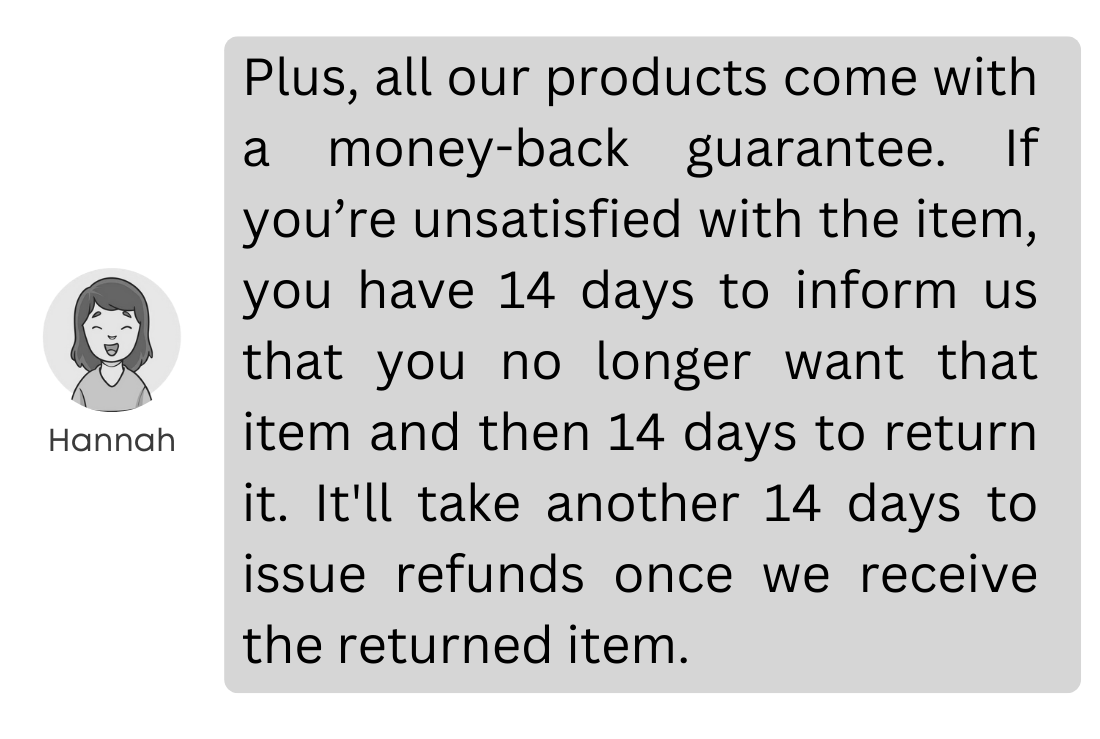 Plus, all our products come with
a money-back guarantee. If
you’re unsatisfied with the item,
you have 14 days to inform us
that you no longer want that
item and then 14 days to return
it. It'll take another 14 days to
issue refunds once we receive
the returned item.
Hannah